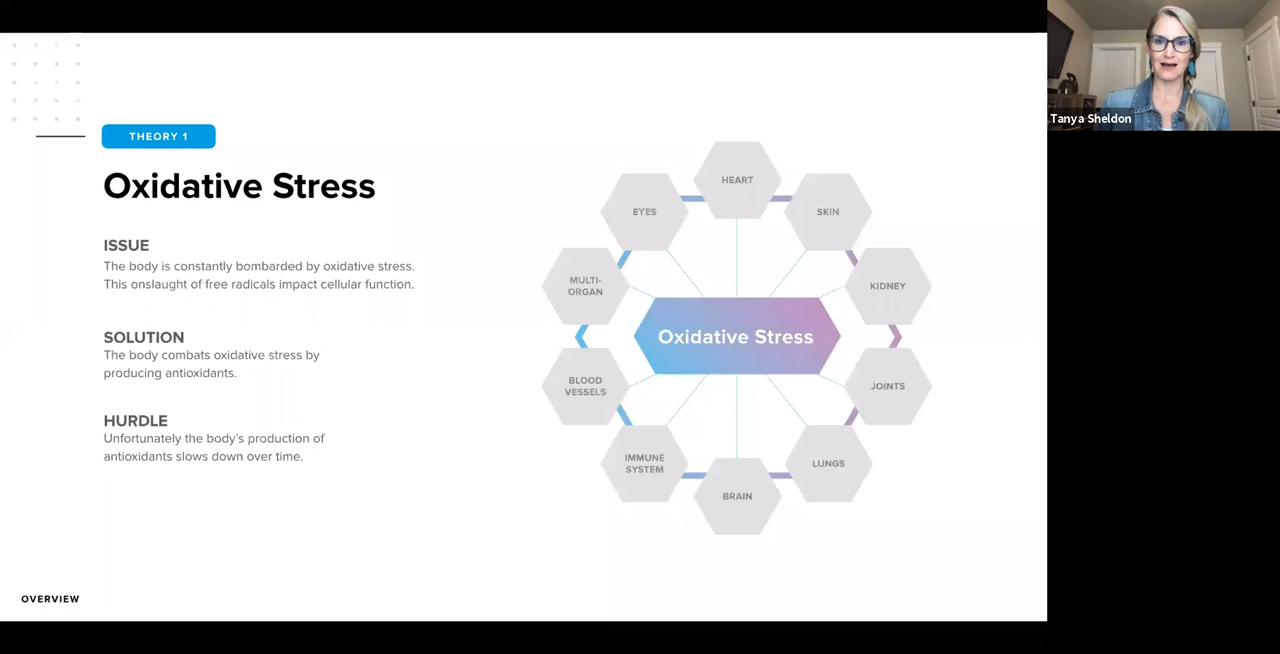 THEORY 1
Oxidative Stress
ISSUE
The body is constantly bombarded by oxidative stress.
This onslaught of free radicals impact cellular function.
SOLUTION
The body combats oxidative stress by
producing antioxidants.
HURDLE
Unfortunately the body's production of
antioxidants slows down over time.
OVERVIEW
HEART
EYES
SKIN
MULTI-
ORGAN
KIDNEY
Oxidative Stress
BLOOD
VESSELS
JOINTS
IMMUNE
SYSTEM
LUNGS
BRAIN
Tanya Sheldon